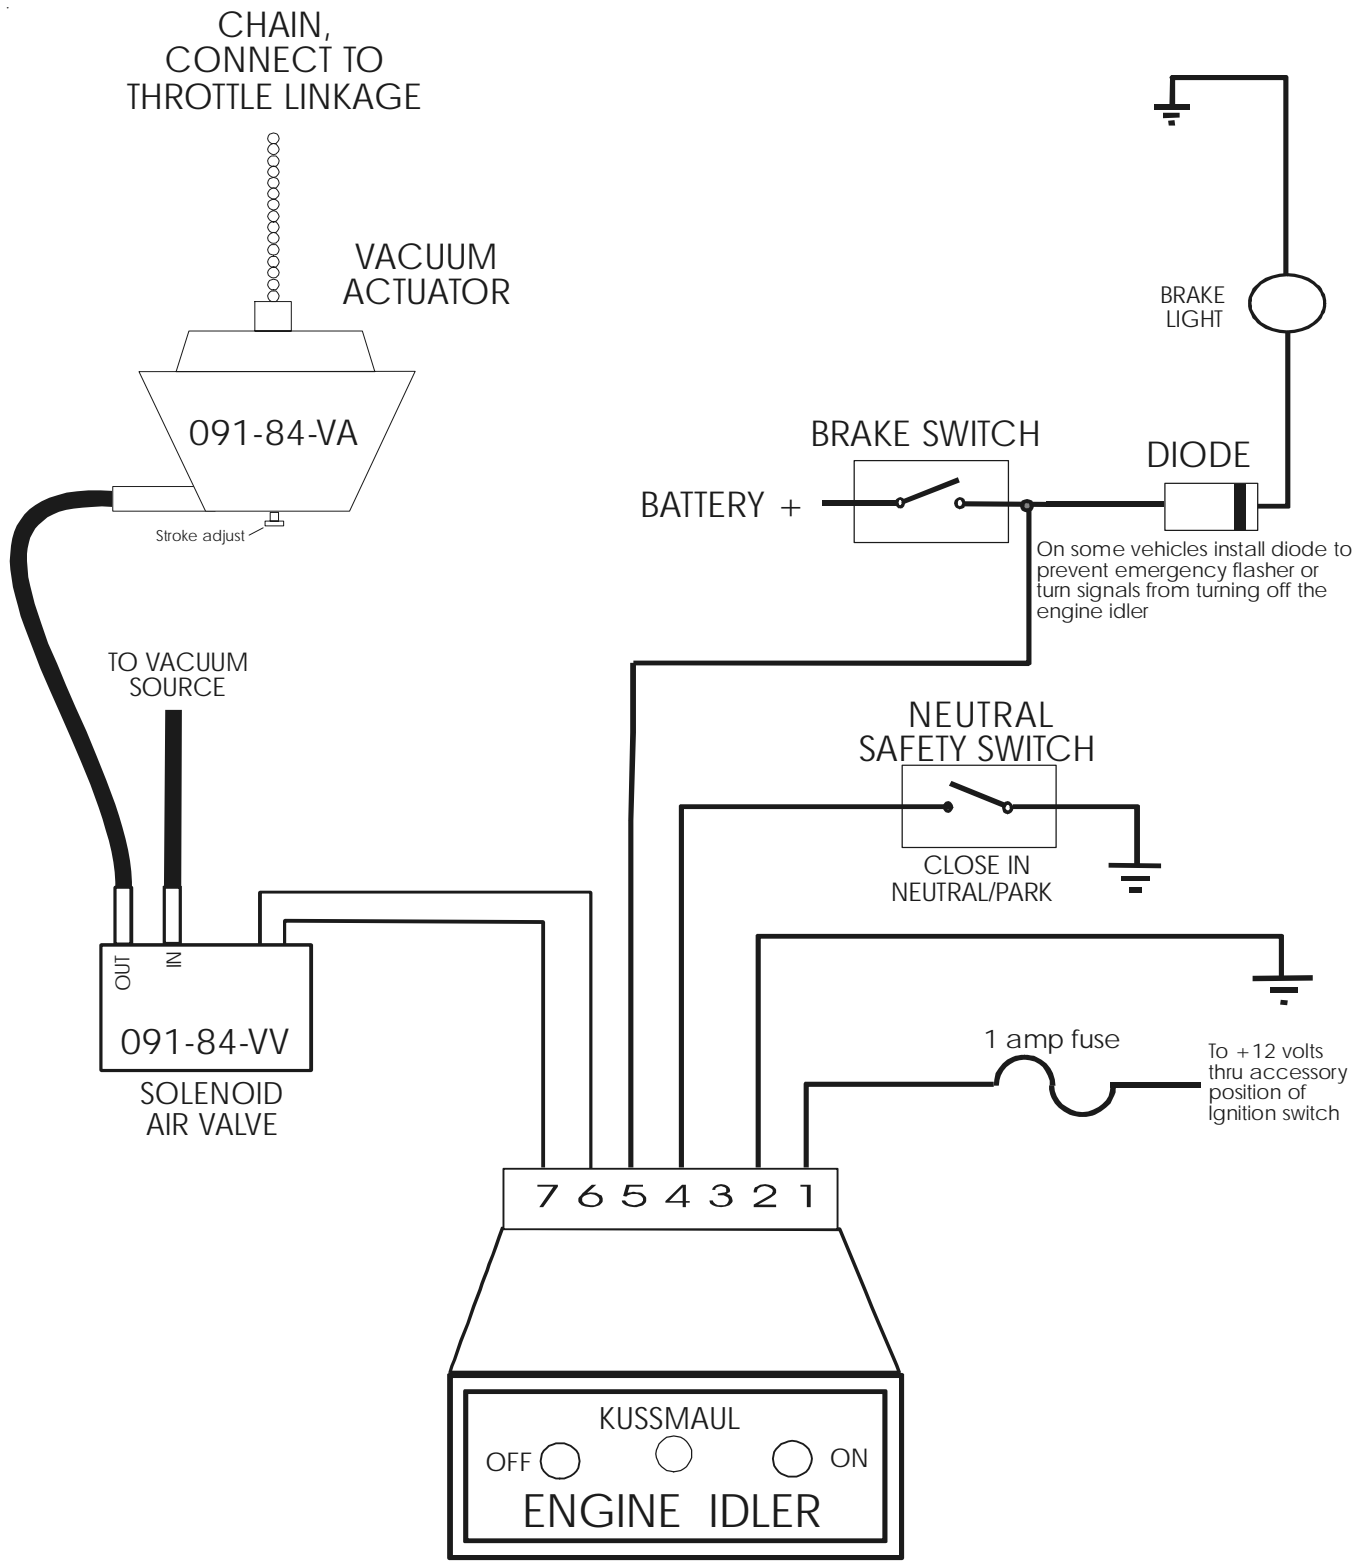 CHAIN,
CONNECT TO
THROTTLE LINKAGE
VACUUM
ACTUATOR
BRAKE
LIGHT
091-84-VA
BRAKE SWITCH
DIODE
BATTERY +
Stroke adjust
On some vehicles install diode to
prevent emergency flasher or
turn signals from turning off the
engine idler
TO VACUUM
SOURCE
NEUTRAL
SAFETY SWITCH
CLOSE IN
NEUTRAL/PARK
OUT
IN
091-84-VV
SOLENOID
AIR VALVE
1 amp fuse
To +12 volts
thru accessory
position of
Ignition switch
7 6 5 4 3 2 1
KUSSMAUL
OFF
ON
ENGINE IDLER